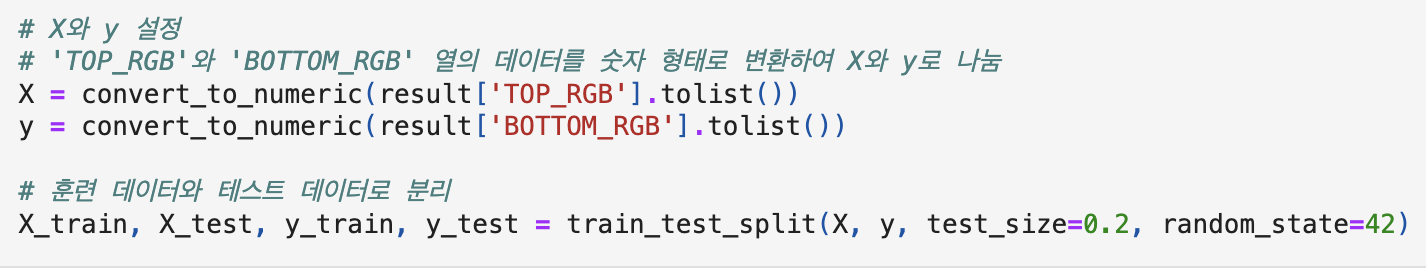 # X와 y 설정
# 'TOP_RGB'와 'BOTTOM_RGB' 열의 데이터를 숫자 형태로 변환하여 X와 y로 나눔
X = convert_to_numeric(result['TOP_RGB'].tolist())
y = convert_to_numeric(result['BOTTOM_RGB'].tolist())
# 훈련 데이터와 테스트 데이터로 분리
X_train, X_test, y_train, y_test = train_test_split(X, y, test_size=0.2, random_state=42)